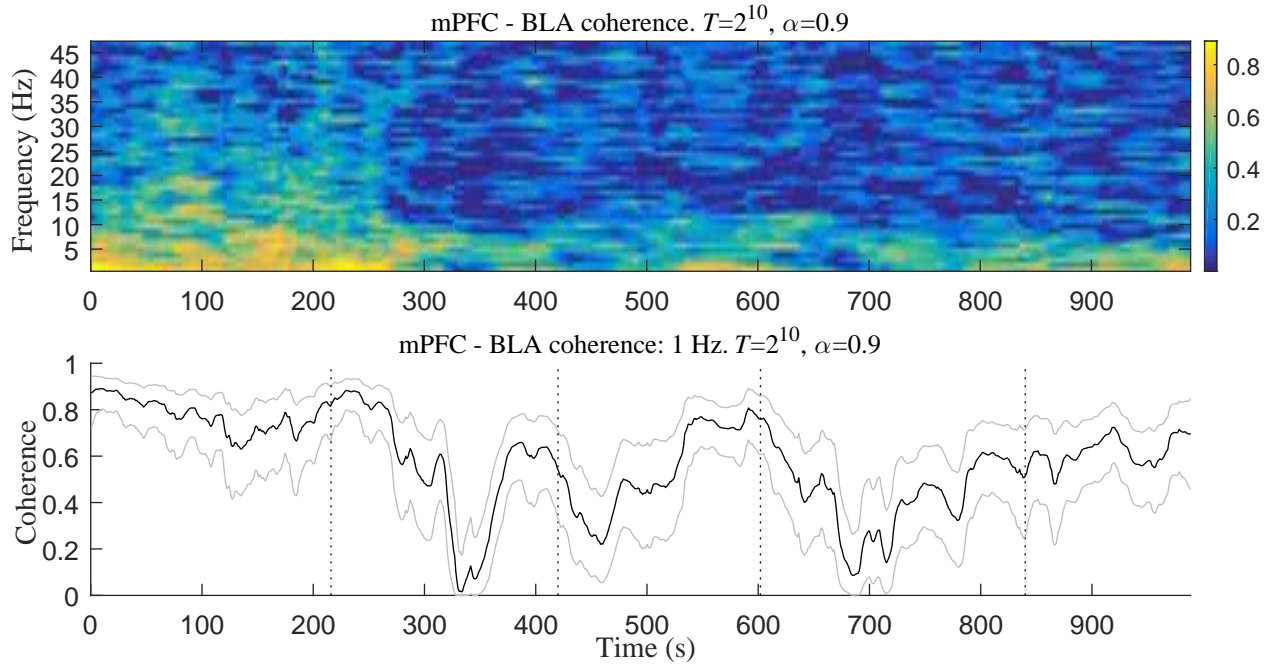 mPFC - BLA coherence. T=2^10, α=0.9
Frequency (Hz)
45
40
35
30
25
20
15
10
5
0 100 200 300 400 500 600 700 800 900
0.8
0.6
0.4
0.2
mPFC - BLA coherence: 1 Hz. T=2^10, α=0.9
Coherence
1
0.8
0.6
0.4
0.2
0
0 100 200 300 400 500 600 700 800 900
Time (s)